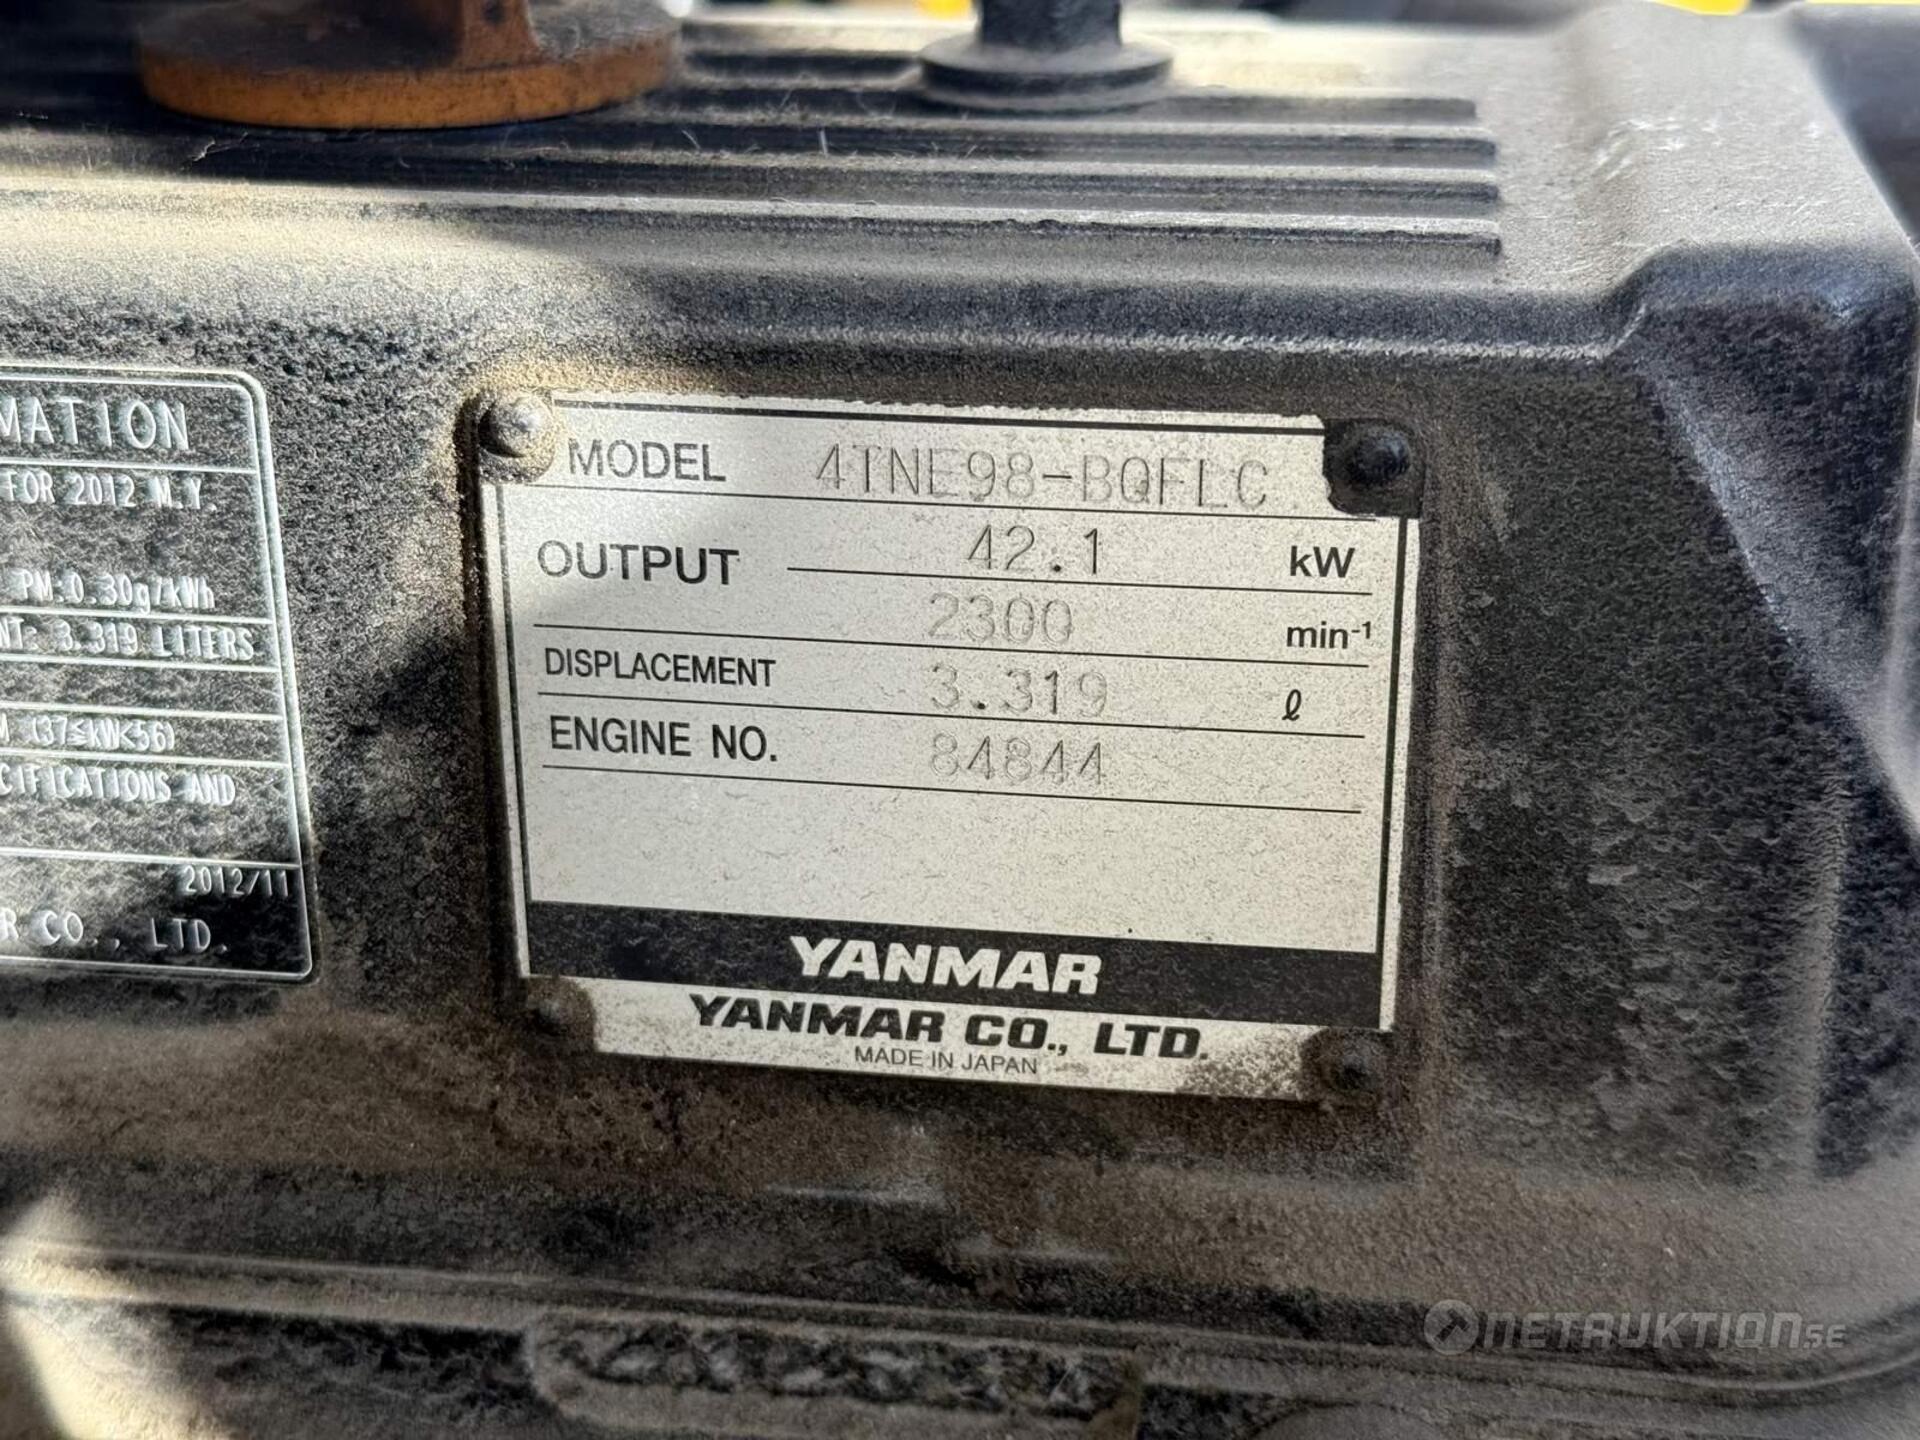 MATION
FOR 2012 M.Y.
PM:0.30g/kWh
NT: 3.319 LITERS
M (37≦kW<56)
CIFICATIONS AND
2012/11
R CO., LTD.
MODEL 4TNE98-BQFLC
OUTPUT 42.1 kW
2300 min-1
DISPLACEMENT 3.319 ℓ
ENGINE NO. 84844
YANMAR
YANMAR CO., LTD.
MADE IN JAPAN
NETAUKTION.SE